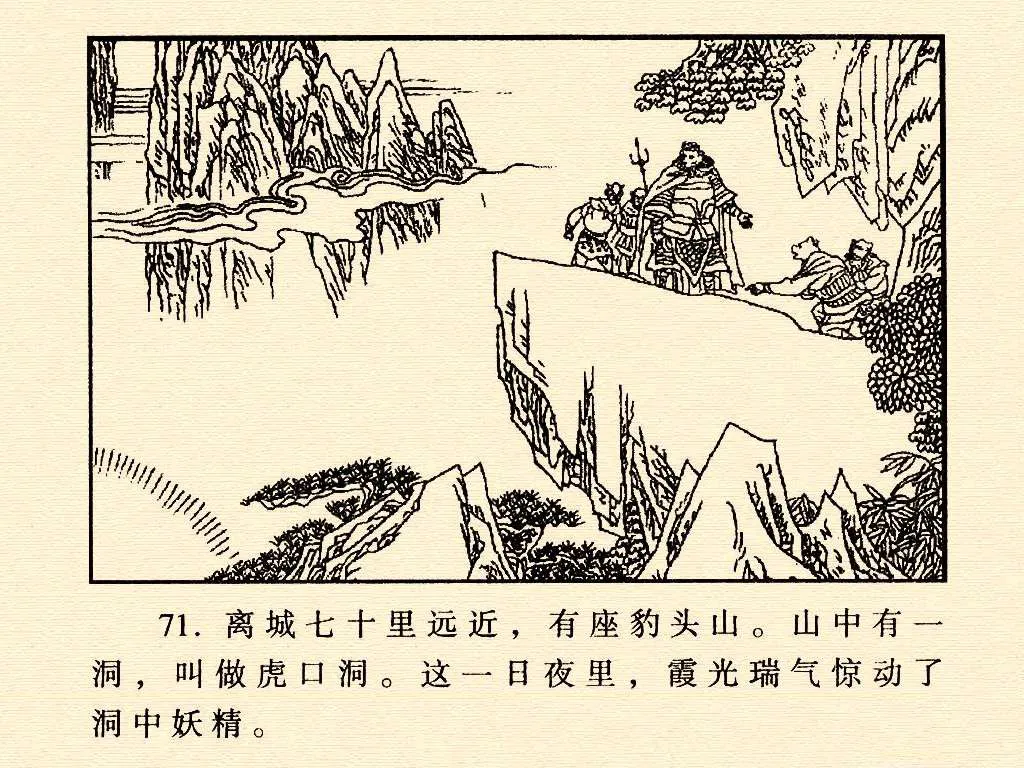 71. 离城七十里远近，有座豹头山。山中有一
洞，叫做虎口洞。这一日夜里，霞光瑞气惊动了
洞中妖精。